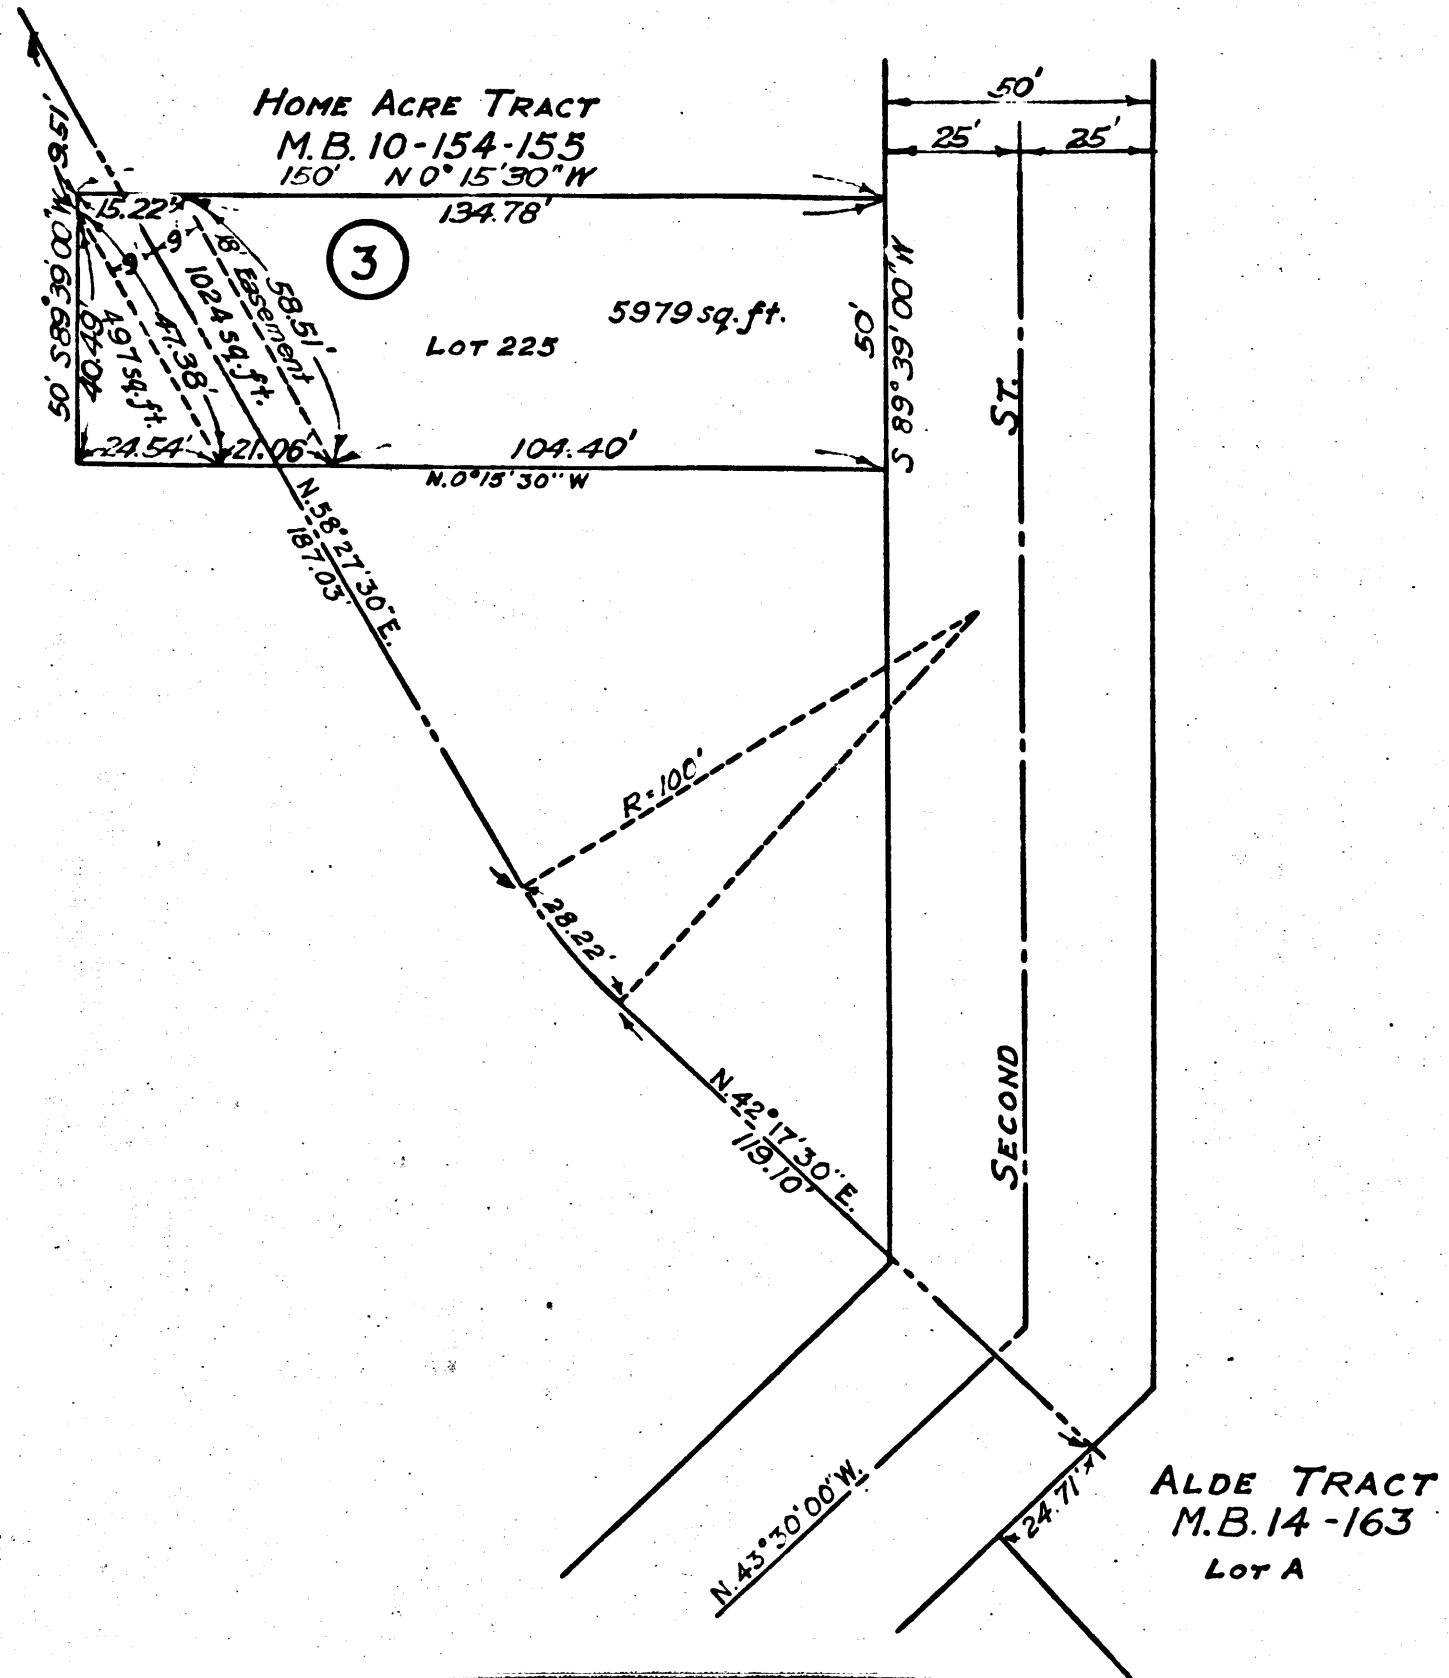 HOME ACRE TRACT
M.B. 10-154-155
150' N 0°15'30"W
134.78'
15.22'
9.51'
50' S 89°39'00"W
40.49'
497 sq.ft.
47.38'
9'
9'
1024 sq.ft.
18' Easement
58.51'
3
LOT 225
5979 sq.ft.
50'
S 89°39'00"W
24.54'
21.06'
104.40'
N.0°15'30"W
50'
25'
25'
SECOND ST.
N.58°27'30"E.
187.03'
R=100'
28.22'
N.42°17'30"E.
119.10'
N.43°30'00"W.
24.71'
ALDE TRACT
M.B. 14-163
LOT A